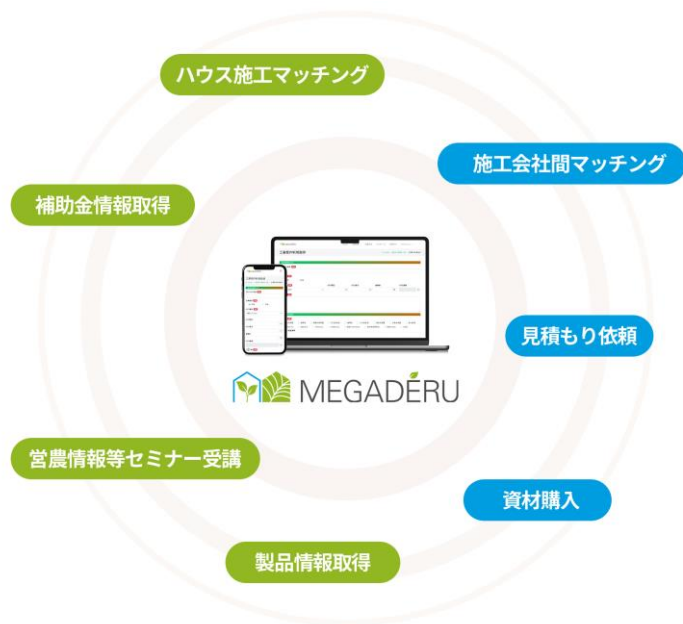 ハウス施工マッチング
施工会社間マッチング
補助金情報取得
見積もり依頼
MEGADÉRU
営農情報等セミナー受講
資材購入
製品情報取得